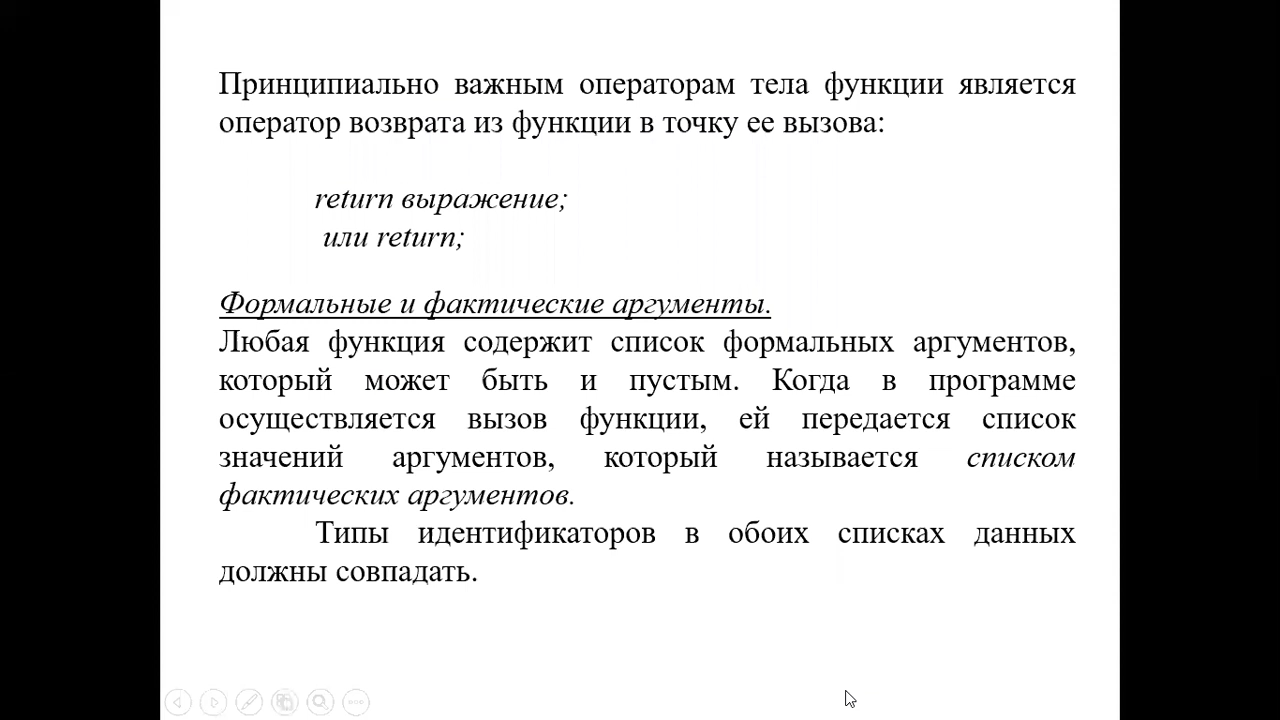 Принципиально важным операторам тела функции является
оператор возврата из функции в точку ее вызова:
return выражение;
или return;
Формальные и фактические аргументы.
Любая функция содержит список формальных аргументов,
который может быть и пустым. Когда в программе
осуществляется вызов функции, ей передается список
значений аргументов, который называется списком
фактических аргументов.
Типы идентификаторов в обоих списках данных
должны совпадать.